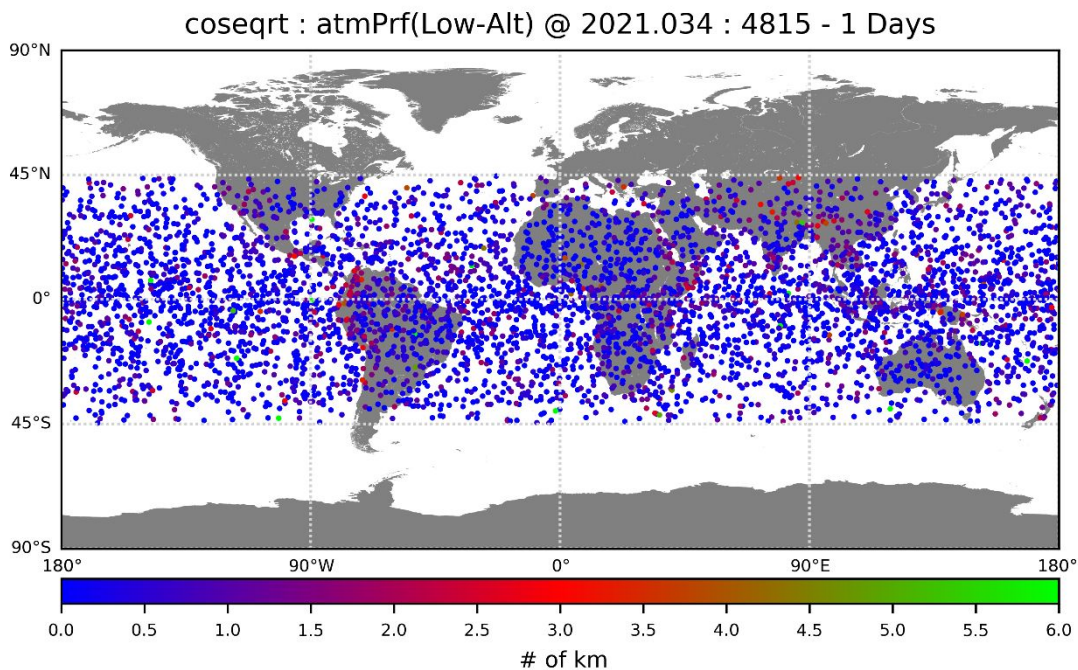 coseqrt : atmPrf(Low-Alt) @ 2021.034 : 4815 - 1 Days
90°N
45°N
0°
45°S
90°S
180° 90°W 0° 90°E 180°
0.0 0.5 1.0 1.5 2.0 2.5 3.0 3.5 4.0 4.5 5.0 5.5 6.0
# of km